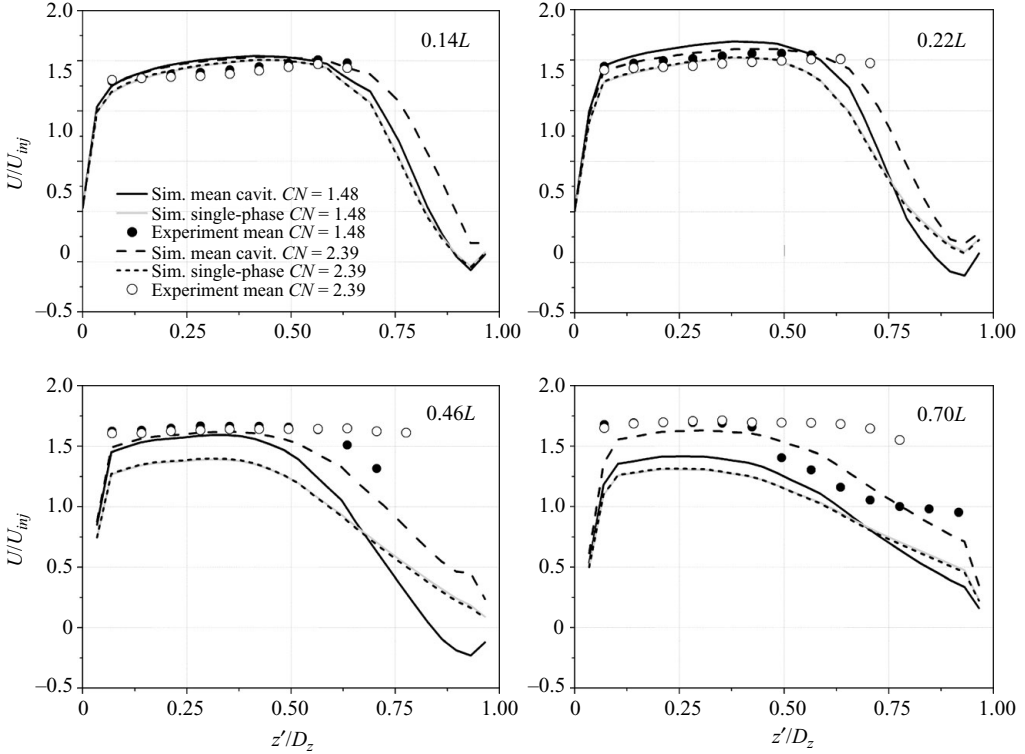 2.0
1.5
1.0
0.5
0
–0.5
U/U_inj
0.14L
Sim. mean cavit. CN = 1.48
Sim. single-phase CN = 1.48
Experiment mean CN = 1.48
Sim. mean cavit. CN = 2.39
Sim. single-phase CN = 2.39
Experiment mean CN = 2.39
0 0.25 0.50 0.75 1.00
2.0
1.5
1.0
0.5
0
–0.5
0.22L
0 0.25 0.50 0.75 1.00
2.0
1.5
1.0
0.5
0
–0.5
U/U_inj
0.46L
0 0.25 0.50 0.75 1.00
z′/D_z
2.0
1.5
1.0
0.5
0
–0.5
0.70L
0 0.25 0.50 0.75 1.00
z′/D_z